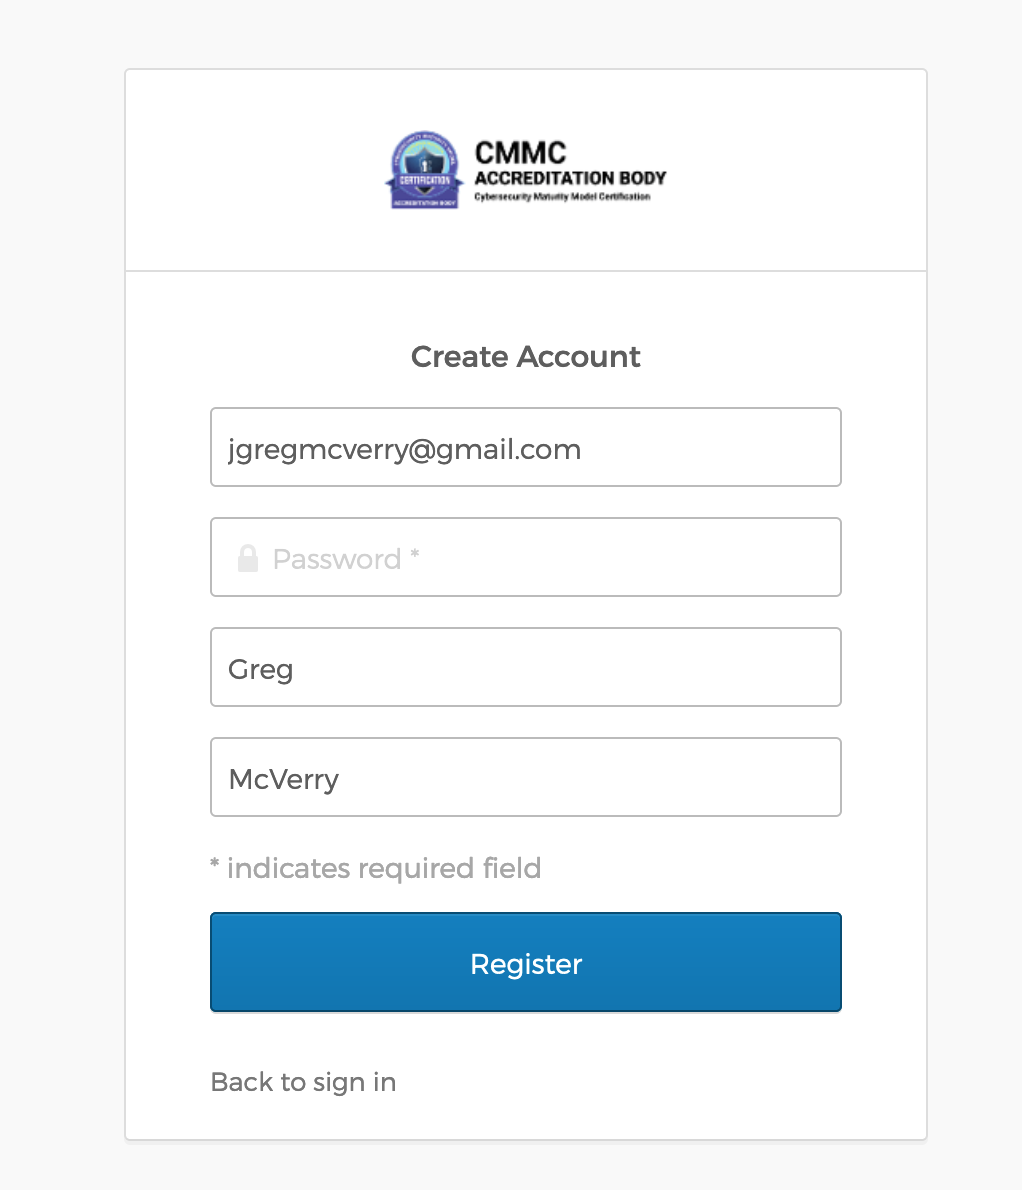 CERTIFICATION
ACCREDITATION BODY
CMMC
ACCREDITATION BODY
Cybersecurity Maturity Model Certification
Create Account
jgregmcverry@gmail.com
Password *
Greg
McVerry
* indicates required field
Register
Back to sign in